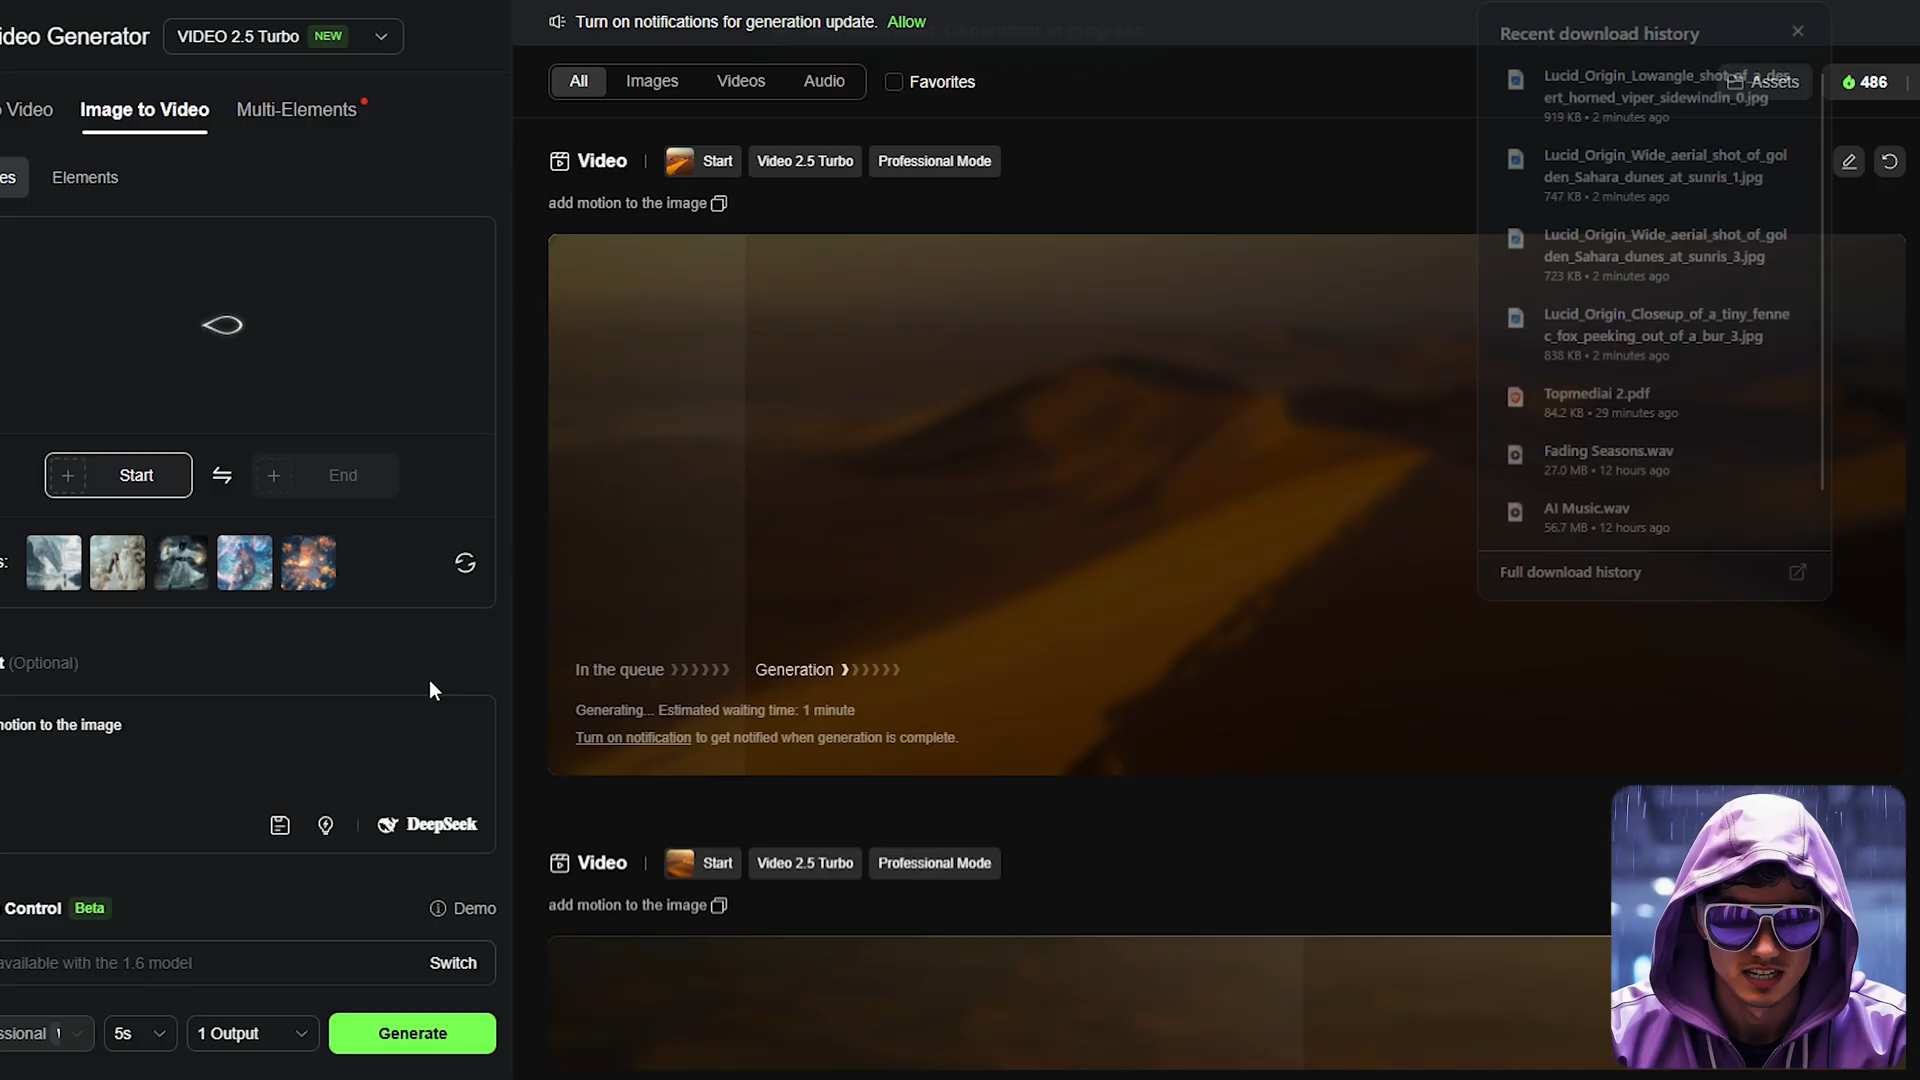 ideo Generator
VIDEO 2.5 Turbo NEW
o Video
Image to Video
Multi-Elements
es
Elements
Start
End
s:
t (Optional)
notion to the image
DeepSeek
Control Beta
Demo
available with the 1.6 model
Switch
ssional
5s
1 Output
Generate
Turn on notifications for generation update. Allow
All
Images
Videos
Audio
Favorites
Assets
486
Video
Start
Video 2.5 Turbo
Professional Mode
add motion to the image
In the queue
Generation
Generating... Estimated waiting time: 1 minute
Turn on notification to get notified when generation is complete.
Video
Start
Video 2.5 Turbo
Professional Mode
add motion to the image
Recent download history
Lucid_Origin_Lowangle_shot_of_a_des
ert_horned_viper_sidewindin_0.jpg
919 KB • 2 minutes ago
Lucid_Origin_Wide_aerial_shot_of_gol
den_Sahara_dunes_at_sunris_1.jpg
747 KB • 2 minutes ago
Lucid_Origin_Wide_aerial_shot_of_gol
den_Sahara_dunes_at_sunris_3.jpg
723 KB • 2 minutes ago
Lucid_Origin_Closeup_of_a_tiny_fenne
c_fox_peeking_out_of_a_bur_3.jpg
838 KB • 2 minutes ago
Topmediai 2.pdf
84.2 KB • 29 minutes ago
Fading Seasons.wav
27.0 MB • 12 hours ago
AI Music.wav
56.7 MB • 12 hours ago
Full download history